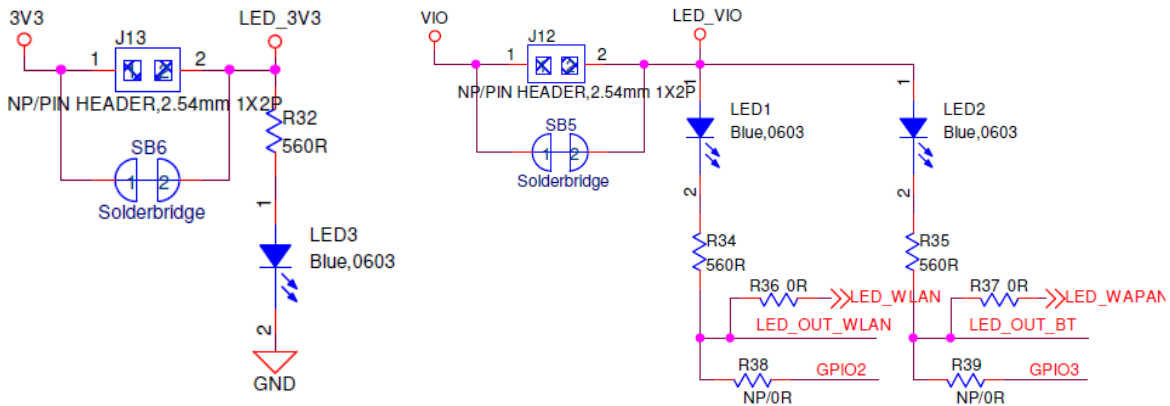 3V3
LED_3V3
J13
1
2
1 2
NP/PIN HEADER,2.54mm 1X2P
R32
560R
SB6
1 2
Solderbridge
1
LED3
Blue,0603
2
GND
VIO
LED_VIO
J12
1
2
1 2
NP/PIN HEADER,2.54mm 1X2P
SB5
1 2
Solderbridge
1
LED1
Blue,0603
2
R34
560R
R36 0R
LED_WLAN
LED_OUT_WLAN
R38
GPIO2
NP/0R
1
LED2
Blue,0603
2
R35
560R
R37 0R
LED_WAPAN
LED_OUT_BT
R39
GPIO3
NP/0R